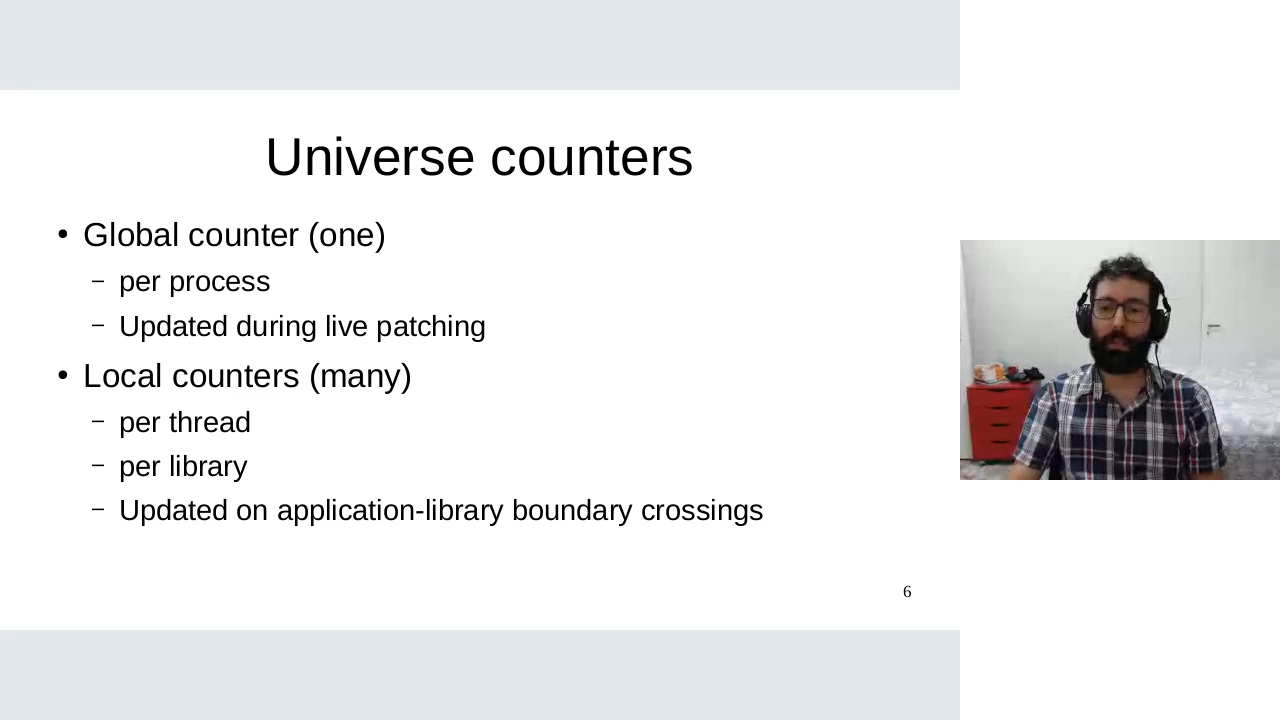 Universe counters
• Global counter (one)
– per process
– Updated during live patching
• Local counters (many)
– per thread
– per library
– Updated on application-library boundary crossings
6